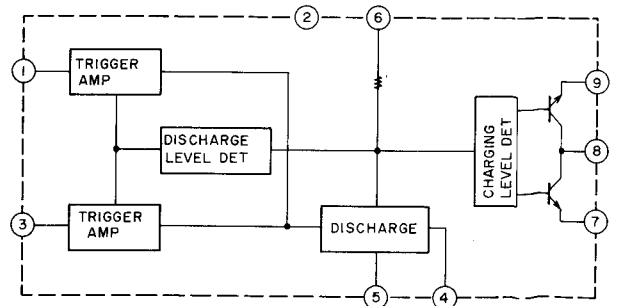 2
6
1
TRIGGER
AMP
9
DISCHARGE
LEVEL DET
CHARGING
LEVEL DET
8
3
TRIGGER
AMP
DISCHARGE
7
5
4